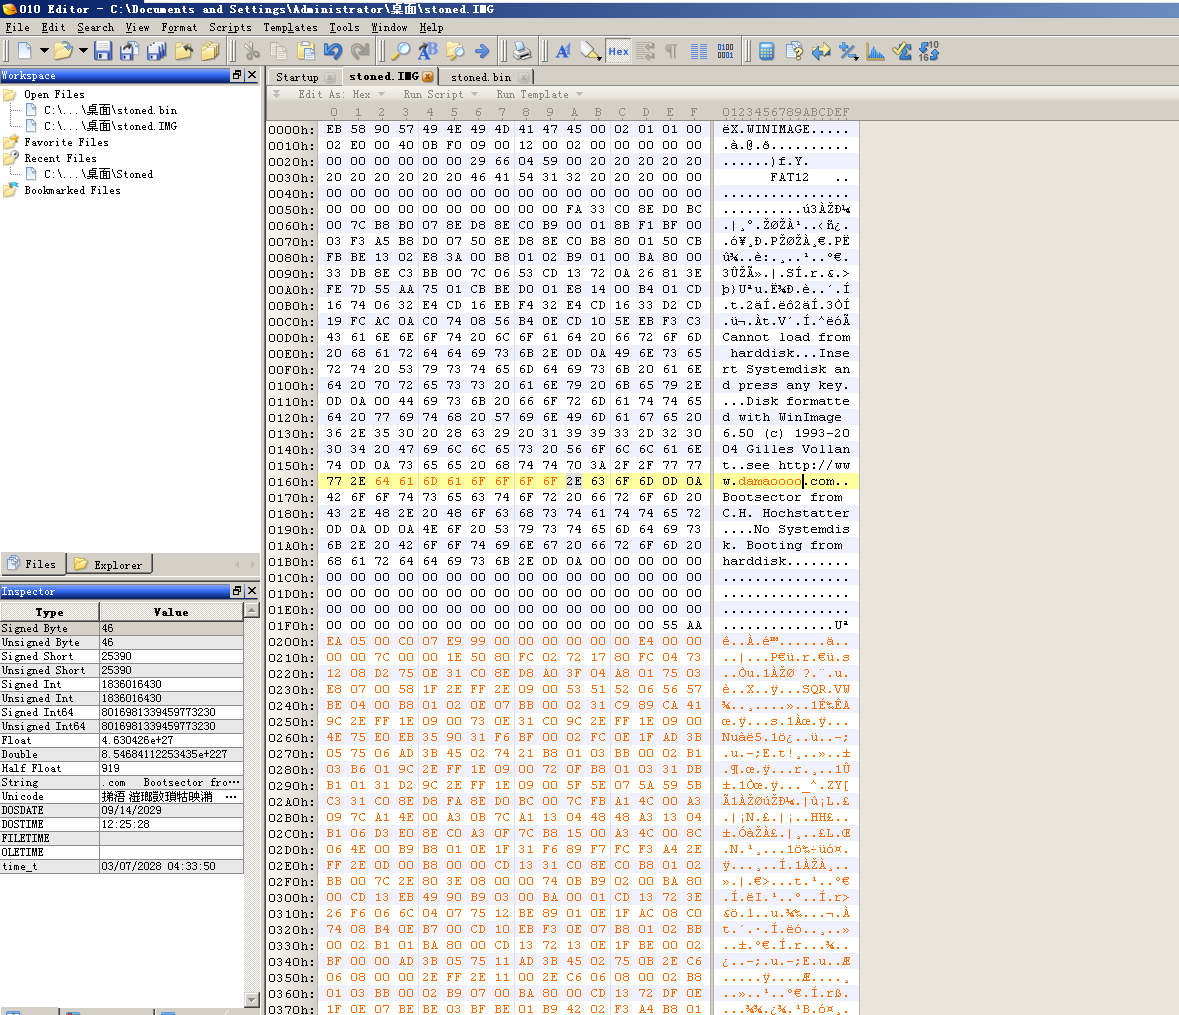 010 Editor - C:\Documents and Settings\Administrator\桌面\stoned.IMG
File Edit Search View Format Scripts Templates Tools Window Help
Workspace
Open Files
C:\...\桌面\stoned.bin
C:\...\桌面\stoned.IMG
Favorite Files
Recent Files
C:\...\桌面\Stoned
Bookmarked Files
Files Explorer
Inspector
Type Value
Signed Byte 46
Unsigned Byte 46
Signed Short 25390
Unsigned Short 25390
Signed Int 1836016430
Unsigned Int 1836016430
Signed Int64 8016981339459773230
Unsigned Int64 8016981339459773230
Float 4.630426e+27
Double 8.54684112253435e+227
Half Float 919
String .com Bootsector fro...
Unicode
DOSDATE 09/14/2029
DOSTIME 12:25:28
FILETIME
OLETIME
time_t 03/07/2028 04:33:50
Startup stoned.IMG stoned.bin
Edit As: Hex Run Script Run Template
0 1 2 3 4 5 6 7 8 9 A B C D E F 0123456789ABCDEF
0000h: EB 58 90 57 49 4E 49 4D 41 47 45 00 02 01 01 00 ëX.WINIMAGE.....
0010h: 02 E0 00 40 0B F0 09 00 12 00 02 00 00 00 00 00 .à.@.ð..........
0020h: 00 00 00 00 00 00 29 66 04 59 00 20 20 20 20 20 ......)f.Y.
0030h: 20 20 20 20 20 20 46 41 54 31 32 20 20 20 00 00 FAT12 ..
0040h: 00 00 00 00 00 00 00 00 00 00 00 00 00 00 00 00 ................
0050h: 00 00 00 00 00 00 00 00 00 00 FA 33 C0 8E D0 BC ..........ú3ÀŽÐ¼
0060h: 00 7C B8 B0 07 8E D8 8E C0 B9 00 01 8B F1 BF 00 .|¸°.ŽØŽÀ¹..‹ñ¿.
0070h: 03 F3 A5 B8 D0 07 50 8E D8 8E C0 B8 80 01 50 CB .ó¥¸Ð.PŽØŽÀ¸€.PË
0080h: FB BE 13 02 E8 3A 00 B8 01 02 B9 01 00 BA 80 00 û¾..è:.¸..¹..º€.
0090h: 33 DB 8E C3 BB 00 7C 06 53 CD 13 72 0A 26 81 3E 3ÛŽÃ».|.SÍ.r.&.>
00A0h: FE 7D 55 AA 75 01 CB BE D0 01 E8 14 00 B4 01 CD þ}Uªu.Ë¾Ð.è..´.Í
00B0h: 16 74 06 32 E4 CD 16 EB F4 32 E4 CD 16 33 D2 CD .t.2äÍ.ëô2äÍ.3ÒÍ
00C0h: 19 FC AC 0A C0 74 08 56 B4 0E CD 10 5E EB F3 C3 .ü¬.Àt.V´.Í.^ëóÃ
00D0h: 43 61 6E 6E 6F 74 20 6C 6F 61 64 20 66 72 6F 6D Cannot load from
00E0h: 20 68 61 72 64 64 69 73 6B 2E 0D 0A 49 6E 73 65 harddisk...Inse
00F0h: 72 74 20 53 79 73 74 65 6D 64 69 73 6B 20 61 6E rt Systemdisk an
0100h: 64 20 70 72 65 73 73 20 61 6E 79 20 6B 65 79 2E d press any key.
0110h: 0D 0A 00 44 69 73 6B 20 66 6F 72 6D 61 74 74 65 ...Disk formatte
0120h: 64 20 77 69 74 68 20 57 69 6E 49 6D 61 67 65 20 d with WinImage
0130h: 36 2E 35 30 20 28 63 29 20 31 39 39 33 2D 32 30 6.50 (c) 1993-20
0140h: 30 34 20 47 69 6C 6C 65 73 20 56 6F 6C 6C 61 6E 04 Gilles Vollan
0150h: 74 0D 0A 73 65 65 20 68 74 74 70 3A 2F 2F 77 77 t..see http://ww
0160h: 77 2E 64 61 6D 61 6F 6F 6F 6F 2E 63 6F 6D 0D 0A w.damaoooo.com..
0170h: 42 6F 6F 74 73 65 63 74 6F 72 20 66 72 6F 6D 20 Bootsector from
0180h: 43 2E 48 2E 20 48 6F 63 68 73 74 61 74 74 65 72 C.H. Hochstatter
0190h: 0D 0A 0D 0A 4E 6F 20 53 79 73 74 65 6D 64 69 73 ....No Systemdis
01A0h: 6B 2E 20 42 6F 6F 74 69 6E 67 20 66 72 6F 6D 20 k. Booting from
01B0h: 68 61 72 64 64 69 73 6B 2E 0D 0A 00 00 00 00 00 harddisk........
01C0h: 00 00 00 00 00 00 00 00 00 00 00 00 00 00 00 00 ................
01D0h: 00 00 00 00 00 00 00 00 00 00 00 00 00 00 00 00 ................
01E0h: 00 00 00 00 00 00 00 00 00 00 00 00 00 00 00 00 ................
01F0h: 00 00 00 00 00 00 00 00 00 00 00 00 00 00 55 AA ..............Uª
0200h: EA 05 00 C0 07 E9 99 00 00 00 00 00 00 E4 00 00 ê..À.é™......ä..
0210h: 00 00 7C 00 00 1E 50 80 FC 02 72 17 80 FC 04 73 ..|...P€ü.r.€ü.s
0220h: 12 08 D2 75 0E 31 C0 8E D8 A0 3F 04 A8 01 75 03 ..Òu.1ÀŽØ ?.¨.u.
0230h: E8 07 00 58 1F 2E FF 2E 09 00 53 51 52 06 56 57 è..X..ÿ...SQR.VW
0240h: BE 04 00 B8 01 02 0E 07 BB 00 02 31 C9 89 CA 41 ¾..¸....»..1É‰ÊA
0250h: 9C 2E FF 1E 09 00 73 0E 31 C0 9C 2E FF 1E 09 00 œ.ÿ...s.1Àœ.ÿ...
0260h: 4E 75 E0 EB 35 90 31 F6 BF 00 02 FC 0E 1F AD 3B Nuàë5.1ö¿..ü..-;
0270h: 05 75 06 AD 3B 45 02 74 21 B8 01 03 BB 00 02 B1 .u.-;E.t!¸..»..±
0280h: 03 B6 01 9C 2E FF 1E 09 00 72 0F B8 01 03 31 DB .¶.œ.ÿ...r.¸..1Û
0290h: B1 01 31 D2 9C 2E FF 1E 09 00 5F 5E 07 5A 59 5B ±.1Òœ.ÿ..._^.ZY[
02A0h: C3 31 C0 8E D8 FA 8E D0 BC 00 7C FB A1 4C 00 A3 Ã1ÀŽØúŽÐ¼.|û¡L.£
02B0h: 09 7C A1 4E 00 A3 0B 7C A1 13 04 48 48 A3 13 04 .|¡N.£.|¡..HH£..
02C0h: B1 06 D3 E0 8E C0 A3 0F 7C B8 15 00 A3 4C 00 8C ±.ÓàŽÀ£.|¸..£L.Œ
02D0h: 06 4E 00 B9 B8 01 0E 1F 31 F6 89 F7 FC F3 A4 2E .N.¹¸...1ö‰÷üó¤.
02E0h: FF 2E 0D 00 B8 00 00 CD 13 31 C0 8E C0 B8 01 02 ÿ...¸..Í.1ÀŽÀ¸..
02F0h: BB 00 7C 2E 80 3E 08 00 00 74 0B B9 02 00 BA 80 ».|.€>...t.¹..º€
0300h: 00 CD 13 EB 49 90 B9 03 00 BA 00 01 CD 13 72 3E .Í.ëI.¹..º..Í.r>
0310h: 26 F6 06 6C 04 07 75 12 BE 89 01 0E 1F AC 08 C0 &ö.l..u.¾‰...¬.À
0320h: 74 08 B4 0E B7 00 CD 10 EB F3 0E 07 B8 01 02 BB t.´.·.Í.ëó..¸..»
0330h: 00 02 B1 01 BA 80 00 CD 13 72 13 0E 1F BE 00 02 ..±.º€.Í.r...¾..
0340h: BF 00 00 AD 3B 05 75 11 AD 3B 45 02 75 0B 2E C6 ¿..-;.u.-;E.u..Æ
0350h: 06 08 00 00 2E FF 2E 11 00 2E C6 06 08 00 02 B8 .....ÿ....Æ....¸
0360h: 01 03 BB 00 02 B9 07 00 BA 80 00 CD 13 72 DF 0E ..»..¹..º€.Í.rß.
0370h: 1F 0E 07 BE BE 03 BF BE 01 B9 42 02 F3 A4 B8 01 ...¾¾.¿¾.¹B.ó¤¸.